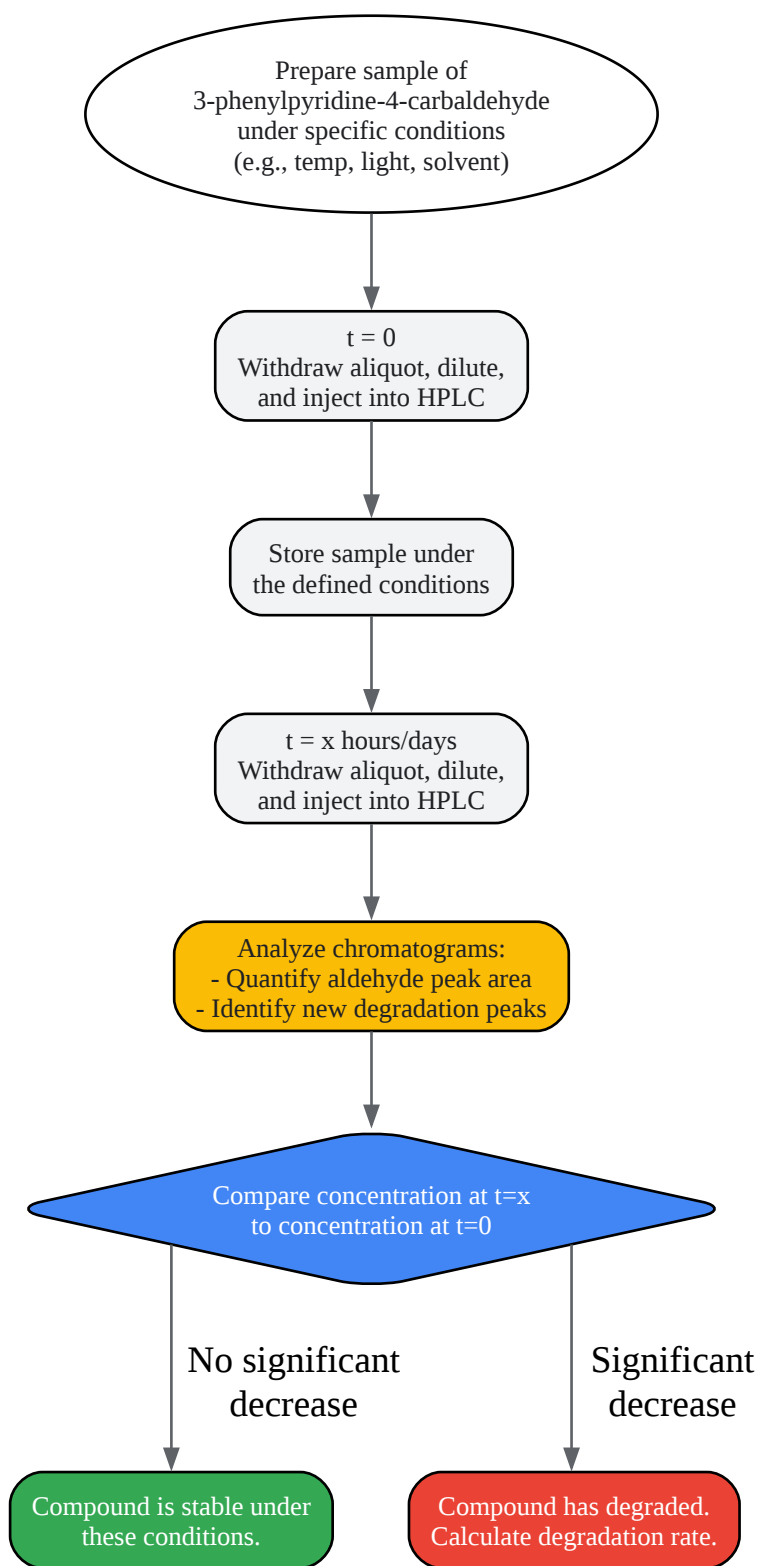 Prepare sample of
3-phenylpyridine-4-carbaldehyde
under specific conditions
(e.g., temp, light, solvent)
t = 0
Withdraw aliquot, dilute,
and inject into HPLC
Store sample under
the defined conditions
t = x hours/days
Withdraw aliquot, dilute,
and inject into HPLC
Analyze chromatograms:
- Quantify aldehyde peak area
- Identify new degradation peaks
Compare concentration at t=x
to concentration at t=0
No significant
decrease
Significant
decrease
Compound is stable under
these conditions.
Compound has degraded.
Calculate degradation rate.